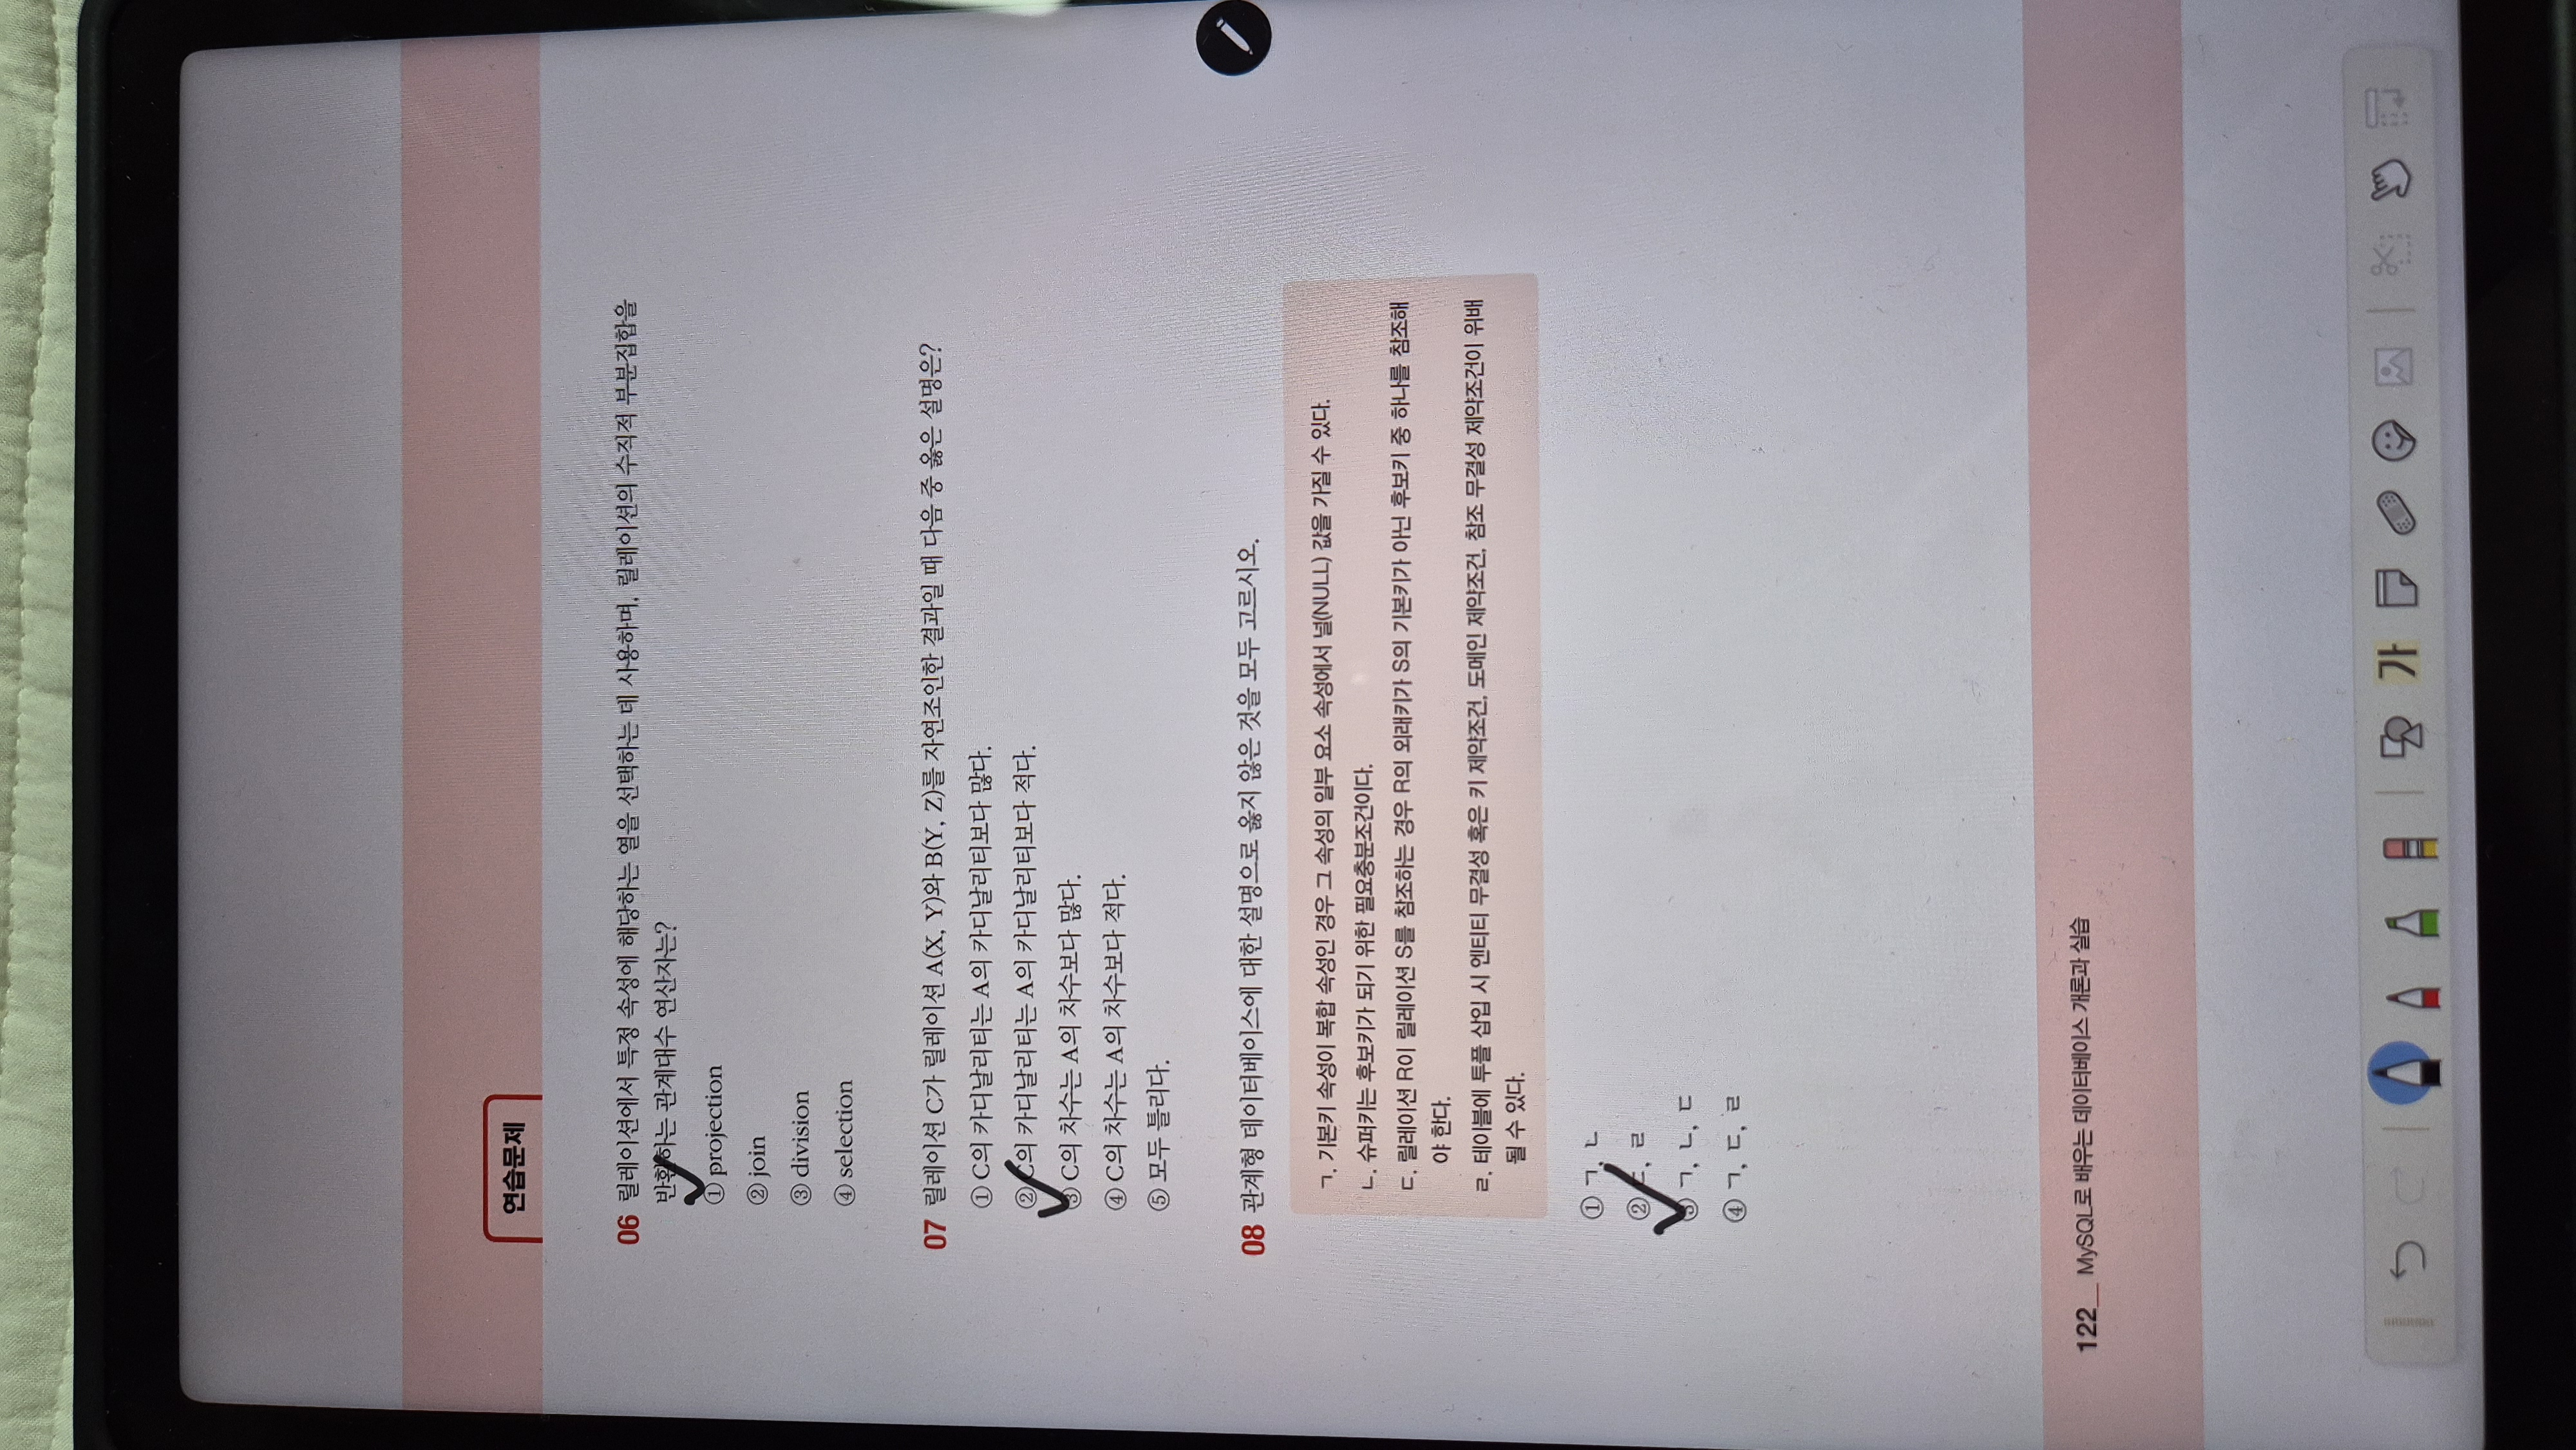 연습문제
06 릴레이션에서 특정 속성에 해당하는 열을 선택하는 데 사용하며, 릴레이션의 수직적 부분집합을
반환하는 관계대수 연산자는?
① projection
② join
③ division
④ selection
07 릴레이션 C가 릴레이션 A(X, Y)와 B(Y, Z)를 자연조인한 결과일 때 다음 중 옳은 설명은?
① C의 카디날리티는 A의 카디날리티보다 많다.
② C의 카디날리티는 A의 카디날리티보다 적다.
③ C의 차수는 A의 차수보다 많다.
④ C의 차수는 A의 차수보다 적다.
⑤ 모두 틀리다.
08 관계형 데이터베이스에 대한 설명으로 옳지 않은 것을 모두 고르시오.
ㄱ. 기본키 속성이 복합 속성인 경우 그 속성의 일부 요소 속성에서 널(NULL) 값을 가질 수 있다.
ㄴ. 슈퍼키는 후보키가 되기 위한 필요충분조건이다.
ㄷ. 릴레이션 R이 릴레이션 S를 참조하는 경우 R의 외래키가 S의 기본키가 아닌 후보키 중 하나를 참조해
야 한다.
ㄹ. 테이블에 투플 삽입 시 엔티티 무결성 혹은 키 제약조건, 도메인 제약조건, 참조 무결성 제약조건이 위배
될 수 있다.
① ㄱ, ㄴ
② ㄷ, ㄹ
③ ㄱ, ㄴ, ㄷ
④ ㄱ, ㄷ, ㄹ
122__ MySQL로 배우는 데이터베이스 개론과 실습
가